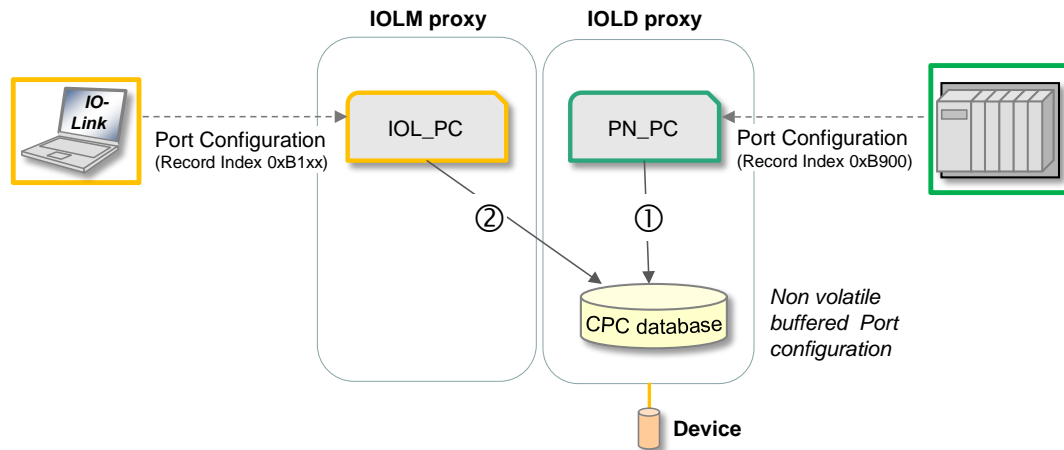 IOLM proxy
IOLD proxy
IO-
Link
Port Configuration
(Record Index 0xB1xx)
IOL_PC
PN_PC
Port Configuration
(Record Index 0xB900)
②
①
CPC database
Non volatile
buffered Port
configuration
Device